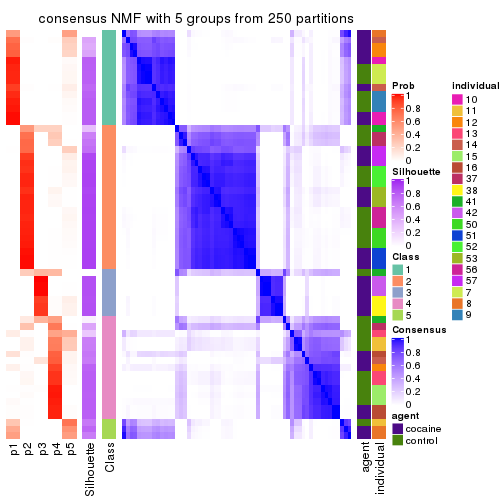 consensus NMF with 5 groups from 250 partitions
Prob
1
0.8
0.6
0.4
0.2
0
Silhouette
1
0.8
0.6
0.4
0.2
0
Class
1
2
3
4
5
Consensus
1
0.8
0.6
0.4
0.2
0
agent
cocaine
control
individual
10
11
12
13
14
15
16
37
38
41
42
50
51
52
53
56
57
7
8
9
p1
p2
p3
p4
p5
Silhouette
Class
agent
individual